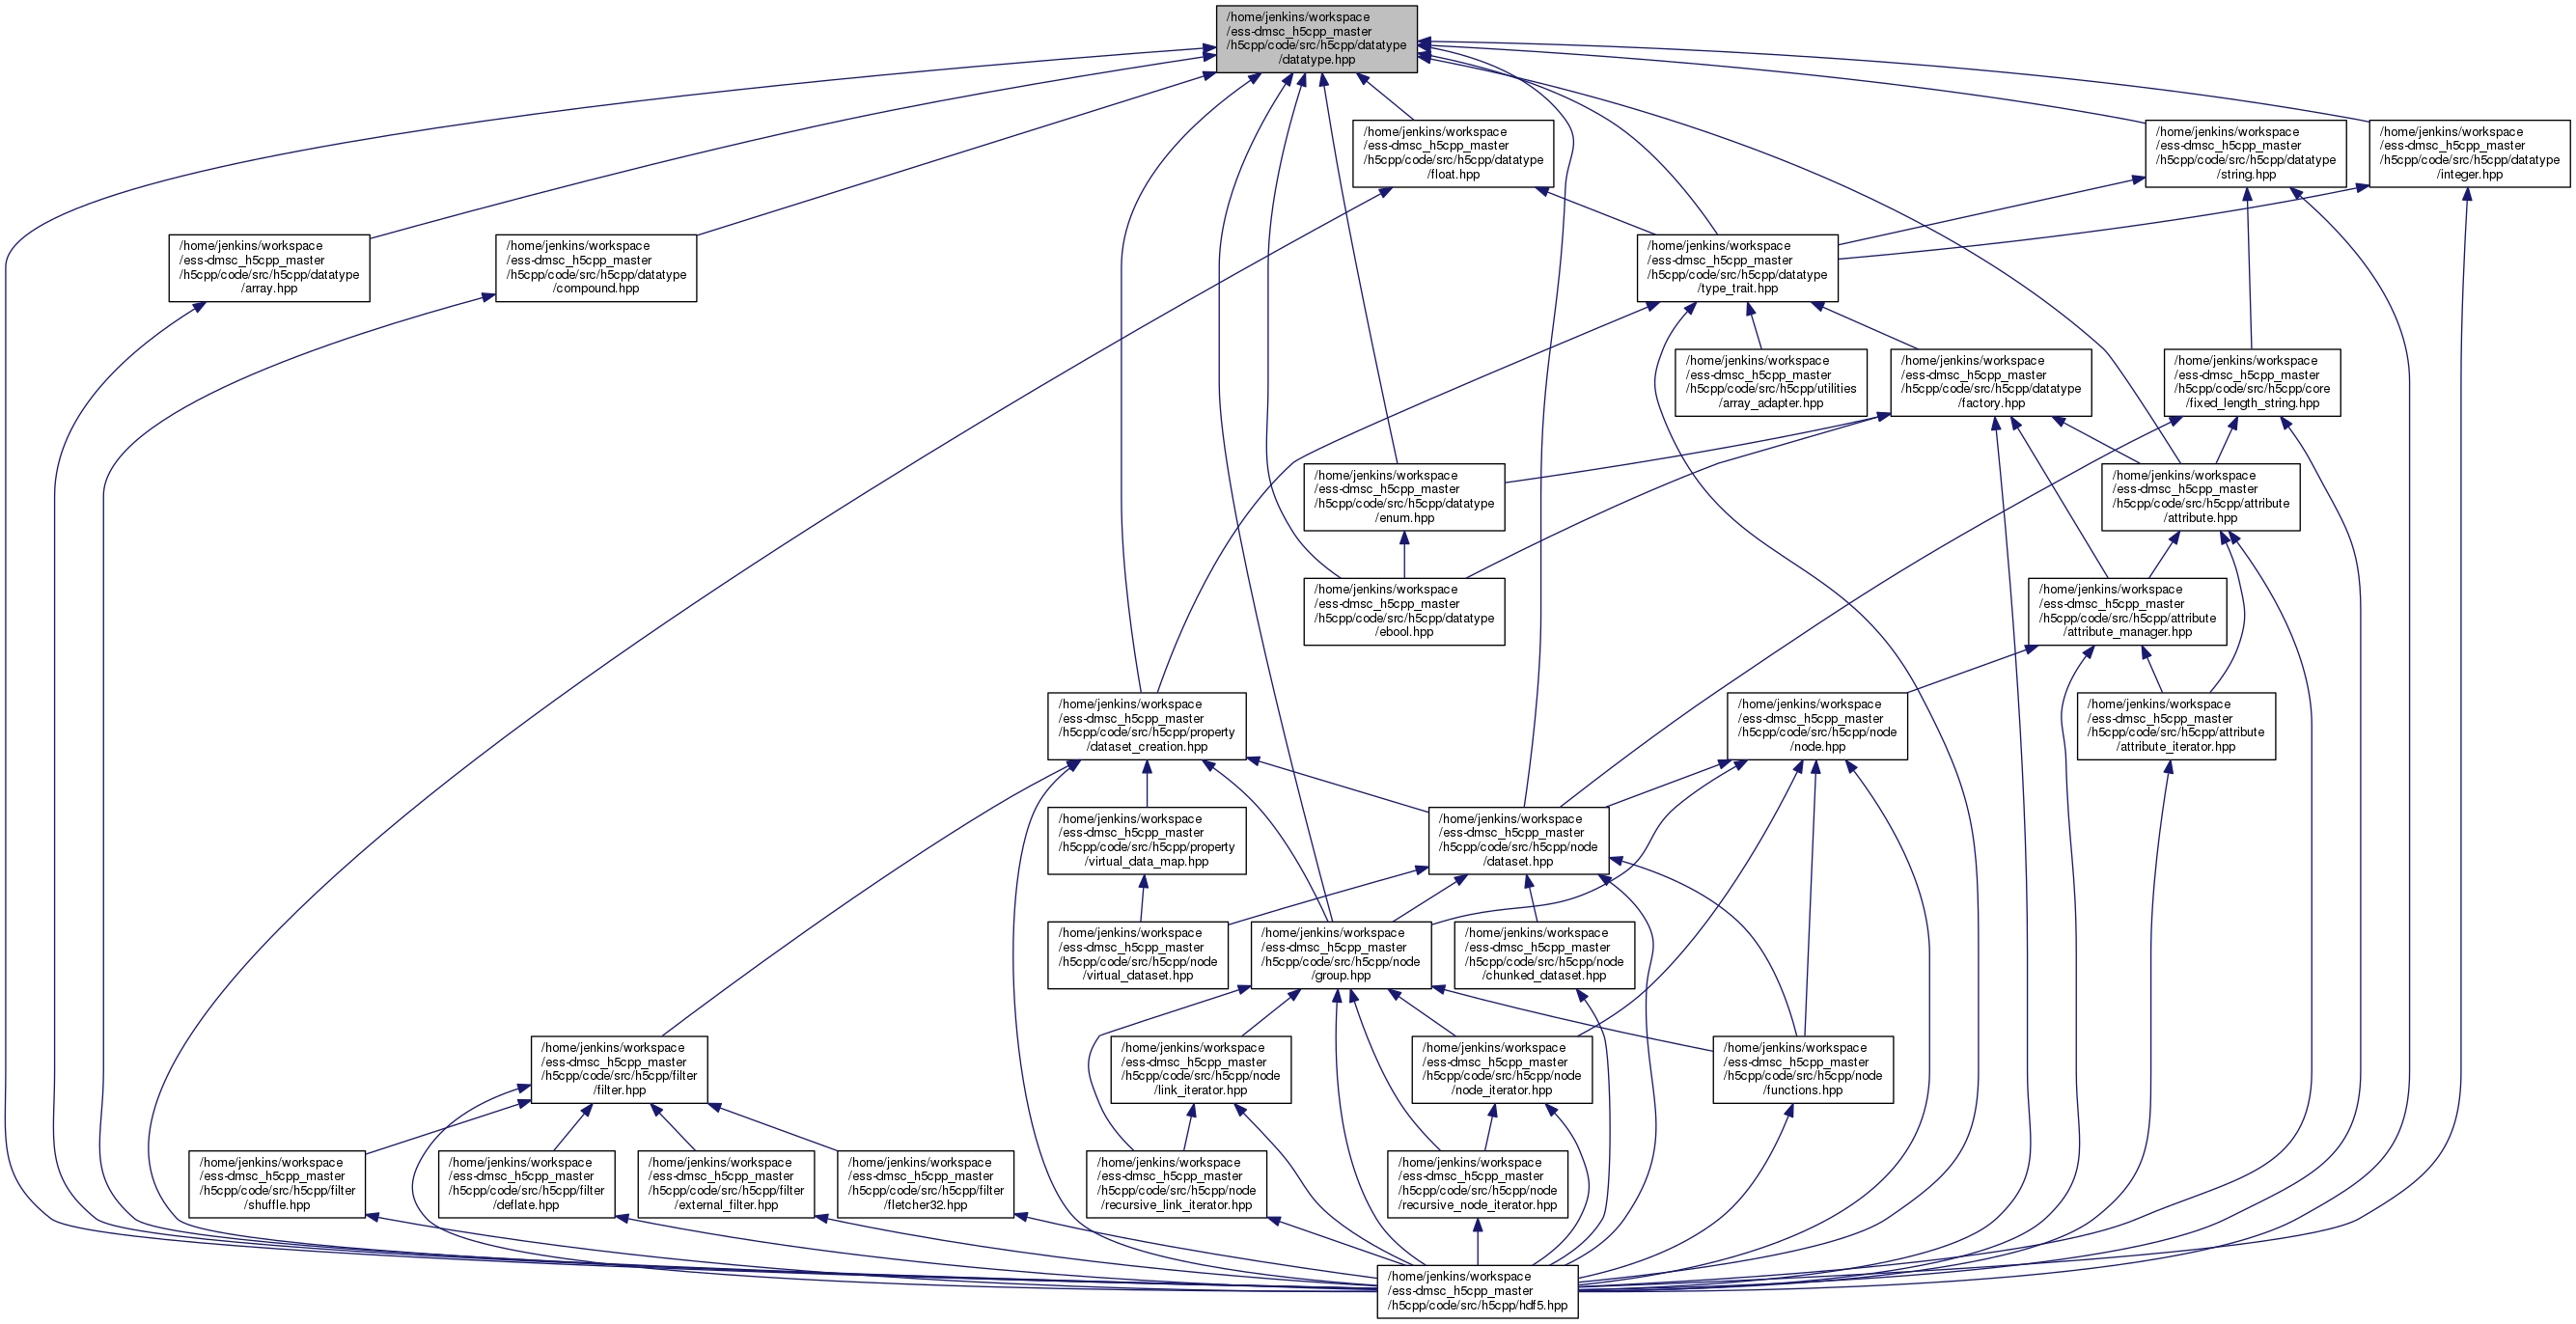 /home/jenkins/workspace
/ess-dmsc_h5cpp_master
/h5cpp/code/src/h5cpp/datatype
/datatype.hpp
/home/jenkins/workspace
/ess-dmsc_h5cpp_master
/h5cpp/code/src/h5cpp/datatype
/float.hpp
/home/jenkins/workspace
/ess-dmsc_h5cpp_master
/h5cpp/code/src/h5cpp/datatype
/string.hpp
/home/jenkins/workspace
/ess-dmsc_h5cpp_master
/h5cpp/code/src/h5cpp/datatype
/integer.hpp
/home/jenkins/workspace
/ess-dmsc_h5cpp_master
/h5cpp/code/src/h5cpp/datatype
/array.hpp
/home/jenkins/workspace
/ess-dmsc_h5cpp_master
/h5cpp/code/src/h5cpp/datatype
/compound.hpp
/home/jenkins/workspace
/ess-dmsc_h5cpp_master
/h5cpp/code/src/h5cpp/datatype
/type_trait.hpp
/home/jenkins/workspace
/ess-dmsc_h5cpp_master
/h5cpp/code/src/h5cpp/utilities
/array_adapter.hpp
/home/jenkins/workspace
/ess-dmsc_h5cpp_master
/h5cpp/code/src/h5cpp/datatype
/factory.hpp
/home/jenkins/workspace
/ess-dmsc_h5cpp_master
/h5cpp/code/src/h5cpp/core
/fixed_length_string.hpp
/home/jenkins/workspace
/ess-dmsc_h5cpp_master
/h5cpp/code/src/h5cpp/datatype
/enum.hpp
/home/jenkins/workspace
/ess-dmsc_h5cpp_master
/h5cpp/code/src/h5cpp/attribute
/attribute.hpp
/home/jenkins/workspace
/ess-dmsc_h5cpp_master
/h5cpp/code/src/h5cpp/datatype
/ebool.hpp
/home/jenkins/workspace
/ess-dmsc_h5cpp_master
/h5cpp/code/src/h5cpp/attribute
/attribute_manager.hpp
/home/jenkins/workspace
/ess-dmsc_h5cpp_master
/h5cpp/code/src/h5cpp/property
/dataset_creation.hpp
/home/jenkins/workspace
/ess-dmsc_h5cpp_master
/h5cpp/code/src/h5cpp/node
/node.hpp
/home/jenkins/workspace
/ess-dmsc_h5cpp_master
/h5cpp/code/src/h5cpp/attribute
/attribute_iterator.hpp
/home/jenkins/workspace
/ess-dmsc_h5cpp_master
/h5cpp/code/src/h5cpp/property
/virtual_data_map.hpp
/home/jenkins/workspace
/ess-dmsc_h5cpp_master
/h5cpp/code/src/h5cpp/node
/dataset.hpp
/home/jenkins/workspace
/ess-dmsc_h5cpp_master
/h5cpp/code/src/h5cpp/node
/virtual_dataset.hpp
/home/jenkins/workspace
/ess-dmsc_h5cpp_master
/h5cpp/code/src/h5cpp/node
/group.hpp
/home/jenkins/workspace
/ess-dmsc_h5cpp_master
/h5cpp/code/src/h5cpp/node
/chunked_dataset.hpp
/home/jenkins/workspace
/ess-dmsc_h5cpp_master
/h5cpp/code/src/h5cpp/filter
/filter.hpp
/home/jenkins/workspace
/ess-dmsc_h5cpp_master
/h5cpp/code/src/h5cpp/node
/link_iterator.hpp
/home/jenkins/workspace
/ess-dmsc_h5cpp_master
/h5cpp/code/src/h5cpp/node
/node_iterator.hpp
/home/jenkins/workspace
/ess-dmsc_h5cpp_master
/h5cpp/code/src/h5cpp/node
/functions.hpp
/home/jenkins/workspace
/ess-dmsc_h5cpp_master
/h5cpp/code/src/h5cpp/filter
/shuffle.hpp
/home/jenkins/workspace
/ess-dmsc_h5cpp_master
/h5cpp/code/src/h5cpp/filter
/deflate.hpp
/home/jenkins/workspace
/ess-dmsc_h5cpp_master
/h5cpp/code/src/h5cpp/filter
/external_filter.hpp
/home/jenkins/workspace
/ess-dmsc_h5cpp_master
/h5cpp/code/src/h5cpp/filter
/fletcher32.hpp
/home/jenkins/workspace
/ess-dmsc_h5cpp_master
/h5cpp/code/src/h5cpp/node
/recursive_link_iterator.hpp
/home/jenkins/workspace
/ess-dmsc_h5cpp_master
/h5cpp/code/src/h5cpp/node
/recursive_node_iterator.hpp
/home/jenkins/workspace
/ess-dmsc_h5cpp_master
/h5cpp/code/src/h5cpp/hdf5.hpp